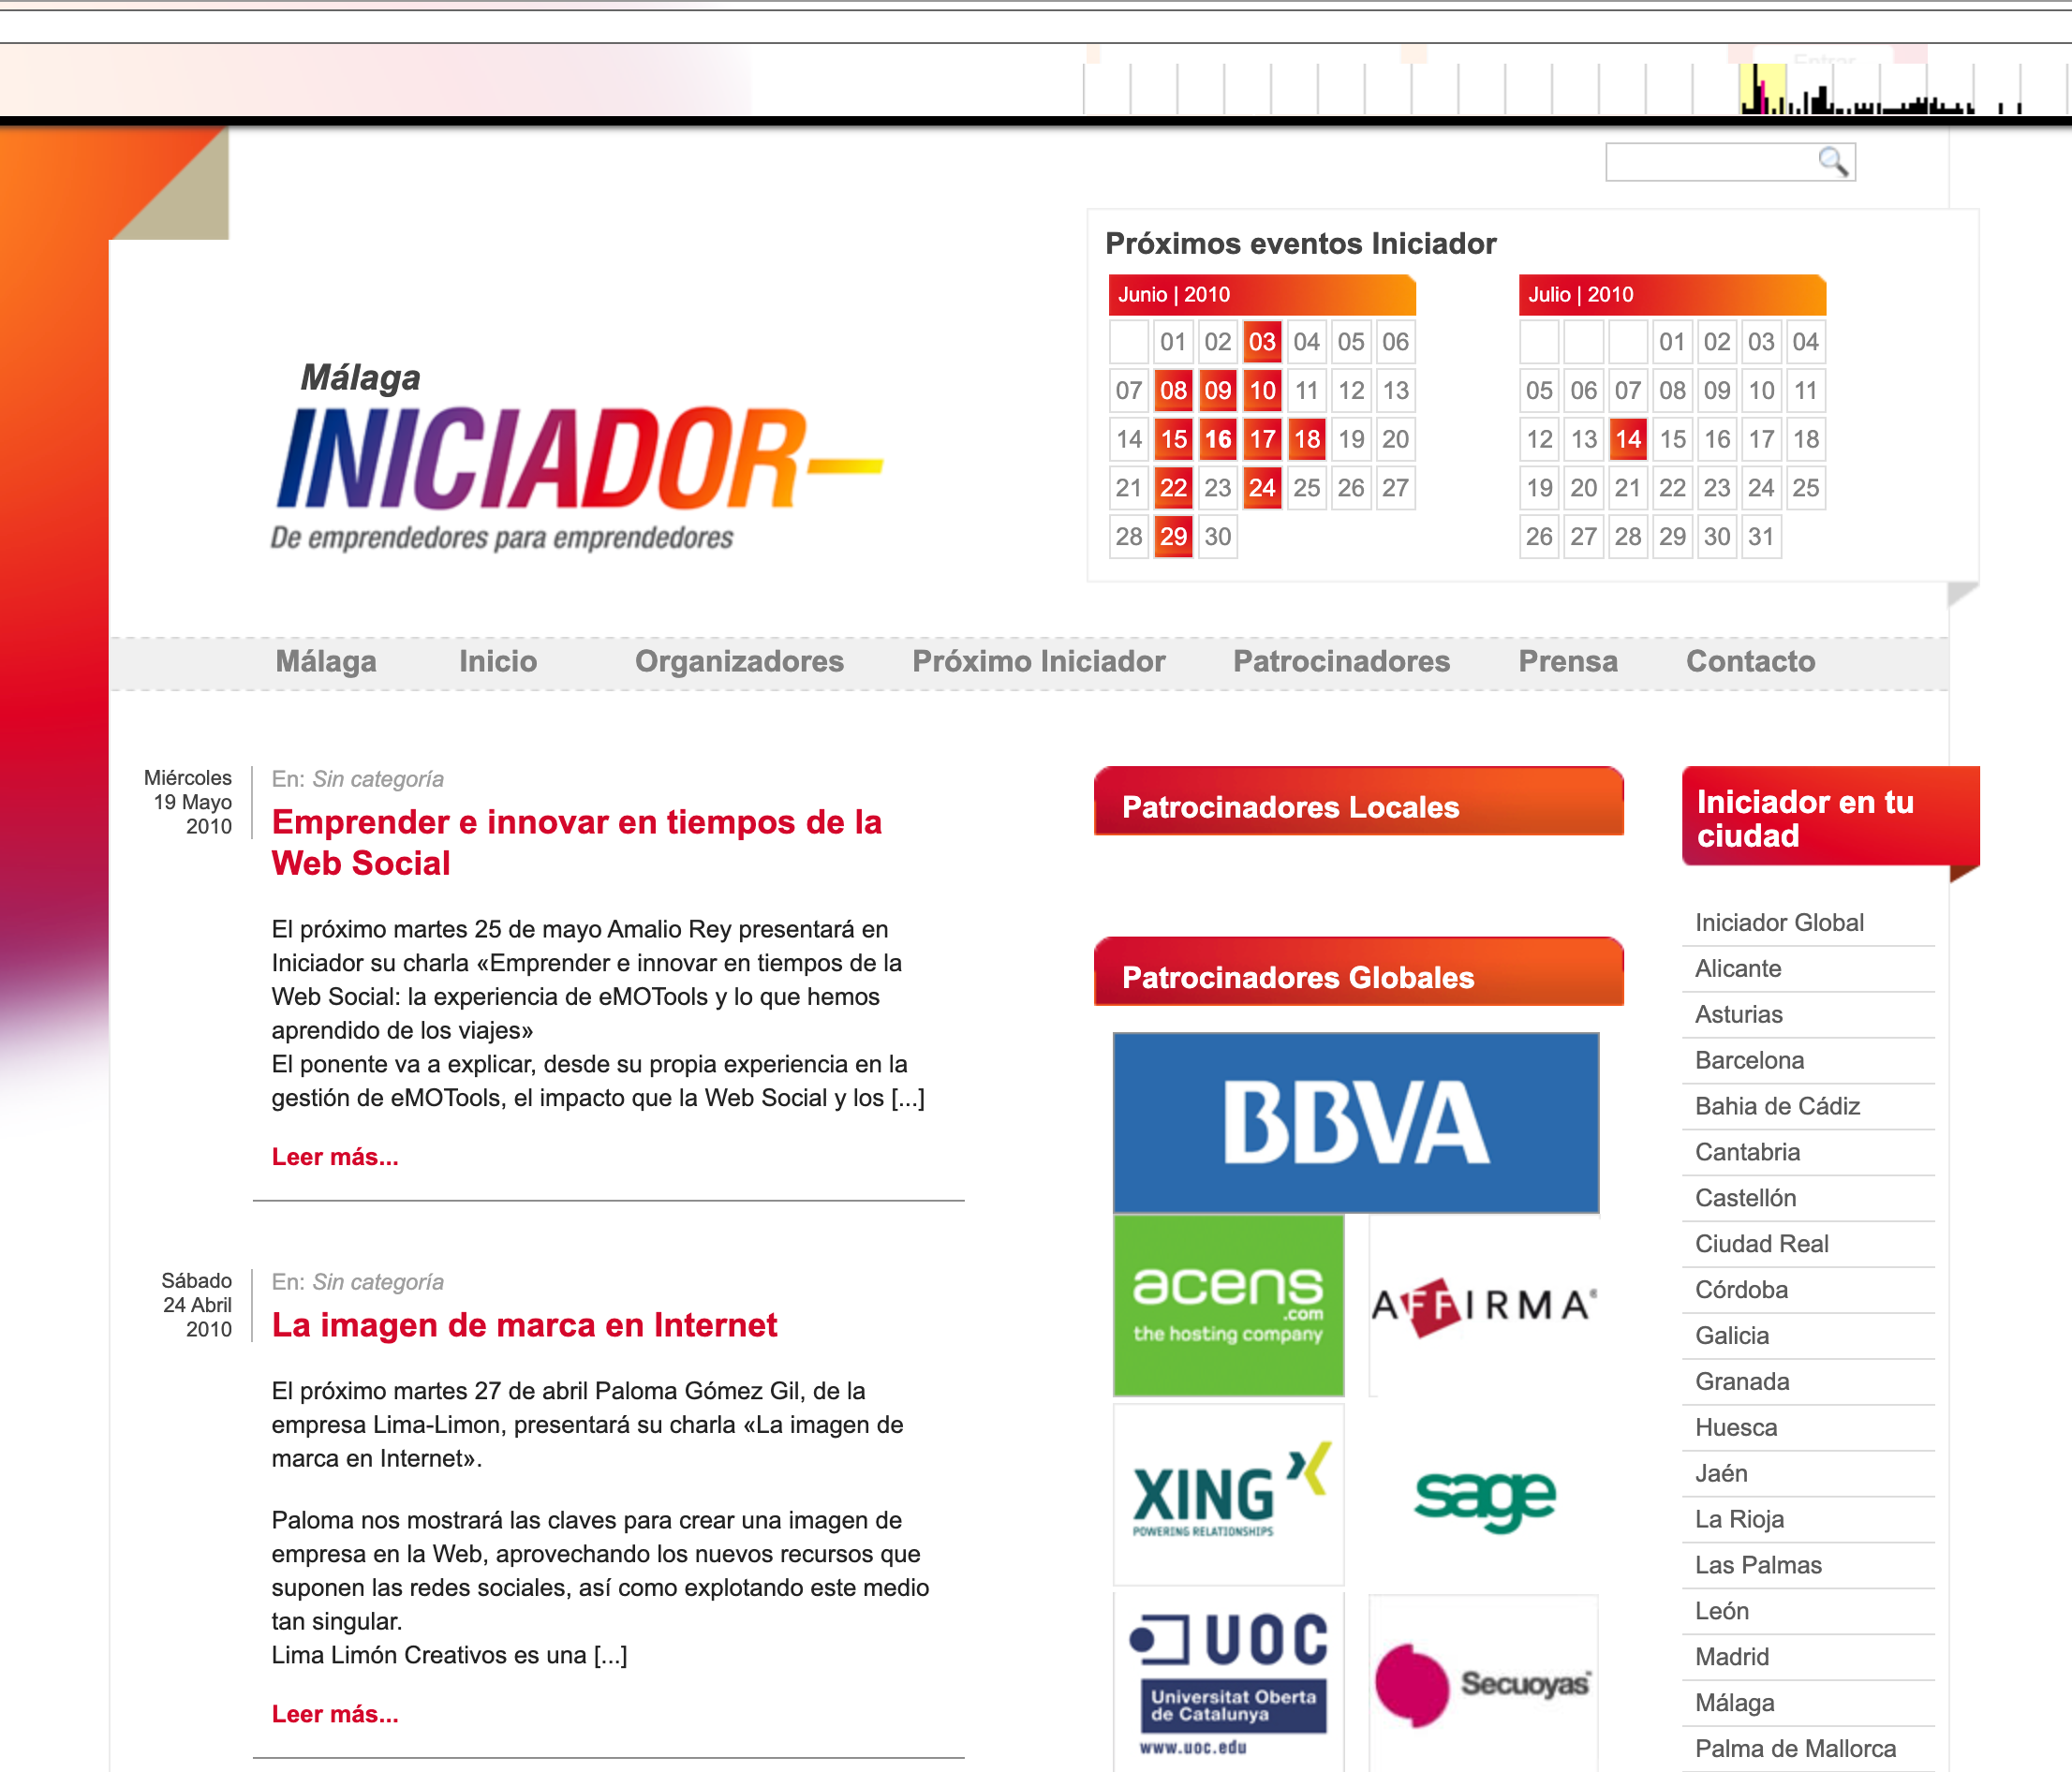 Entrar
Próximos eventos Iniciador
Junio | 2010
01 02 03 04 05 06
07 08 09 10 11 12 13
14 15 16 17 18 19 20
21 22 23 24 25 26 27
28 29 30
Julio | 2010
01 02 03 04
05 06 07 08 09 10 11
12 13 14 15 16 17 18
19 20 21 22 23 24 25
26 27 28 29 30 31
Málaga
INICIADOR
De emprendedores para emprendedores
Málaga Inicio Organizadores Próximo Iniciador Patrocinadores Prensa Contacto
Miércoles
19 Mayo
2010
En: Sin categoría
Emprender e innovar en tiempos de la
Web Social
El próximo martes 25 de mayo Amalio Rey presentará en
Iniciador su charla «Emprender e innovar en tiempos de la
Web Social: la experiencia de eMOTools y lo que hemos
aprendido de los viajes»
El ponente va a explicar, desde su propia experiencia en la
gestión de eMOTools, el impacto que la Web Social y los [...]
Leer más...
Sábado
24 Abril
2010
En: Sin categoría
La imagen de marca en Internet
El próximo martes 27 de abril Paloma Gómez Gil, de la
empresa Lima-Limon, presentará su charla «La imagen de
marca en Internet».
Paloma nos mostrará las claves para crear una imagen de
empresa en la Web, aprovechando los nuevos recursos que
suponen las redes sociales, así como explotando este medio
tan singular.
Lima Limón Creativos es una [...]
Leer más...
Patrocinadores Locales
Patrocinadores Globales
BBVA
acens
.com
the hosting company
AFFIRMA®
XING
POWERING RELATIONSHIPS
sage
UOC
Universitat Oberta
de Catalunya
www.uoc.edu
Secuoyas
Iniciador en tu
ciudad
Iniciador Global
Alicante
Asturias
Barcelona
Bahia de Cádiz
Cantabria
Castellón
Ciudad Real
Córdoba
Galicia
Granada
Huesca
Jaén
La Rioja
Las Palmas
León
Madrid
Málaga
Palma de Mallorca